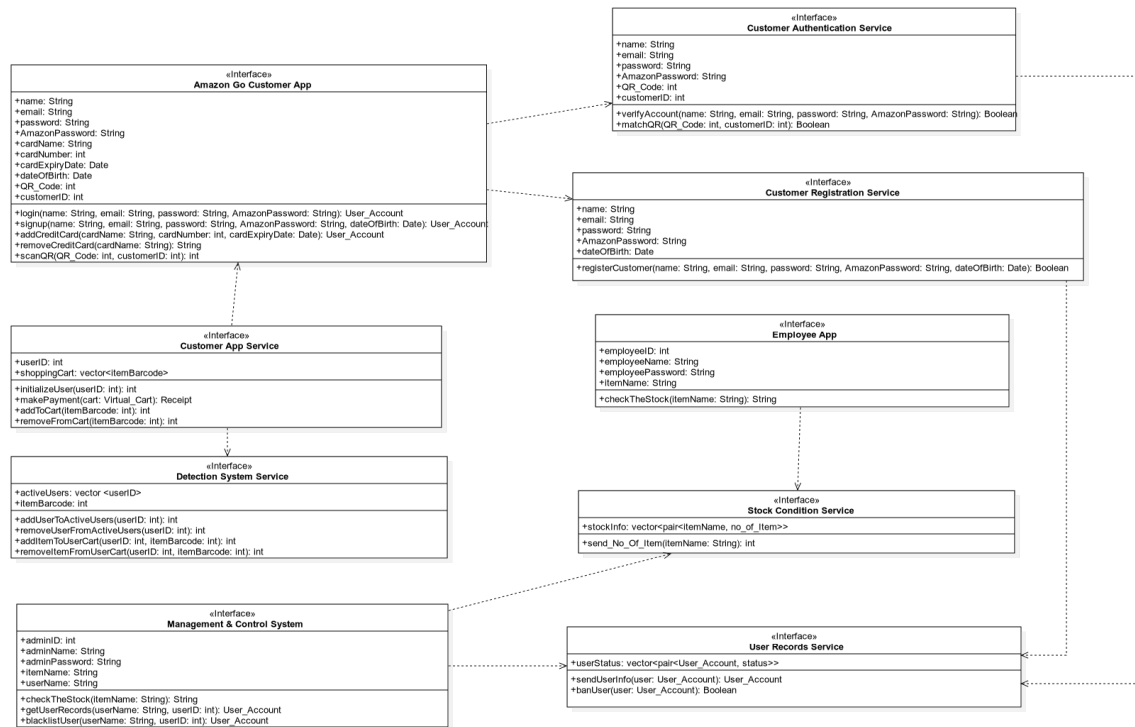 «Interface»
Customer Authentication Service
+name: String
+email: String
+password: String
+AmazonPassword: String
+QR_Code: int
+customerID: int
+verifyAccount(name: String, email: String, password: String, AmazonPassword: String): Boolean
+matchQR(QR_Code: int, customerID: int): Boolean
«Interface»
Amazon Go Customer App
+name: String
+email: String
+password: String
+AmazonPassword: String
+cardName: String
+cardNumber: int
+cardExpiryDate: Date
+dateOfBirth: Date
+QR_Code: int
+customerID: int
+login(name: String, email: String, password: String, AmazonPassword: String): User_Account
+signup(name: String, email: String, password: String, AmazonPassword: String, dateOfBirth: Date): User_Account
+addCreditCard(cardName: String, cardNumber: int, cardExpiryDate: Date): User_Account
+removeCreditCard(cardName: String): String
+scanQR(QR_Code: int, customerID: int): int
«Interface»
Customer Registration Service
+name: String
+email: String
+password: String
+AmazonPassword: String
+dateOfBirth: Date
+registerCustomer(name: String, email: String, password: String, AmazonPassword: String, dateOfBirth: Date): Boolean
«Interface»
Customer App Service
+userID: int
+shoppingCart: vector<itemBarcode>
+initializeUser(userID: int): int
+makePayment(cart: Virtual_Cart): Receipt
+addToCart(itemBarcode: int): int
+removeFromCart(itemBarcode: int): int
«Interface»
Employee App
+employeeID: int
+employeeName: String
+employeePassword: String
+itemName: String
+checkTheStock(itemName: String): String
«Interface»
Detection System Service
+activeUsers: vector <userID>
+itemBarcode: int
+addUserToActiveUsers(userID: int): int
+removeUserFromActiveUsers(userID: int): int
+addItemToUserCart(userID: int, itemBarcode: int): int
+removeItemFromUserCart(userID: int, itemBarcode: int): int
«Interface»
Stock Condition Service
+stockInfo: vector<pair<itemName, no_of_Item>>
+send_No_Of_Item(itemName: String): int
«Interface»
Management & Control System
+adminID: int
+adminName: String
+adminPassword: String
+itemName: String
+userName: String
+checkTheStock(itemName: String): String
+getUserRecords(userName: String, userID: int): User_Account
+blacklistUser(userName: String, userID: int): User_Account
«Interface»
User Records Service
+userStatus: vector<pair<User_Account, status>>
+sendUserInfo(user: User_Account): User_Account
+banUser(user: User_Account): Boolean